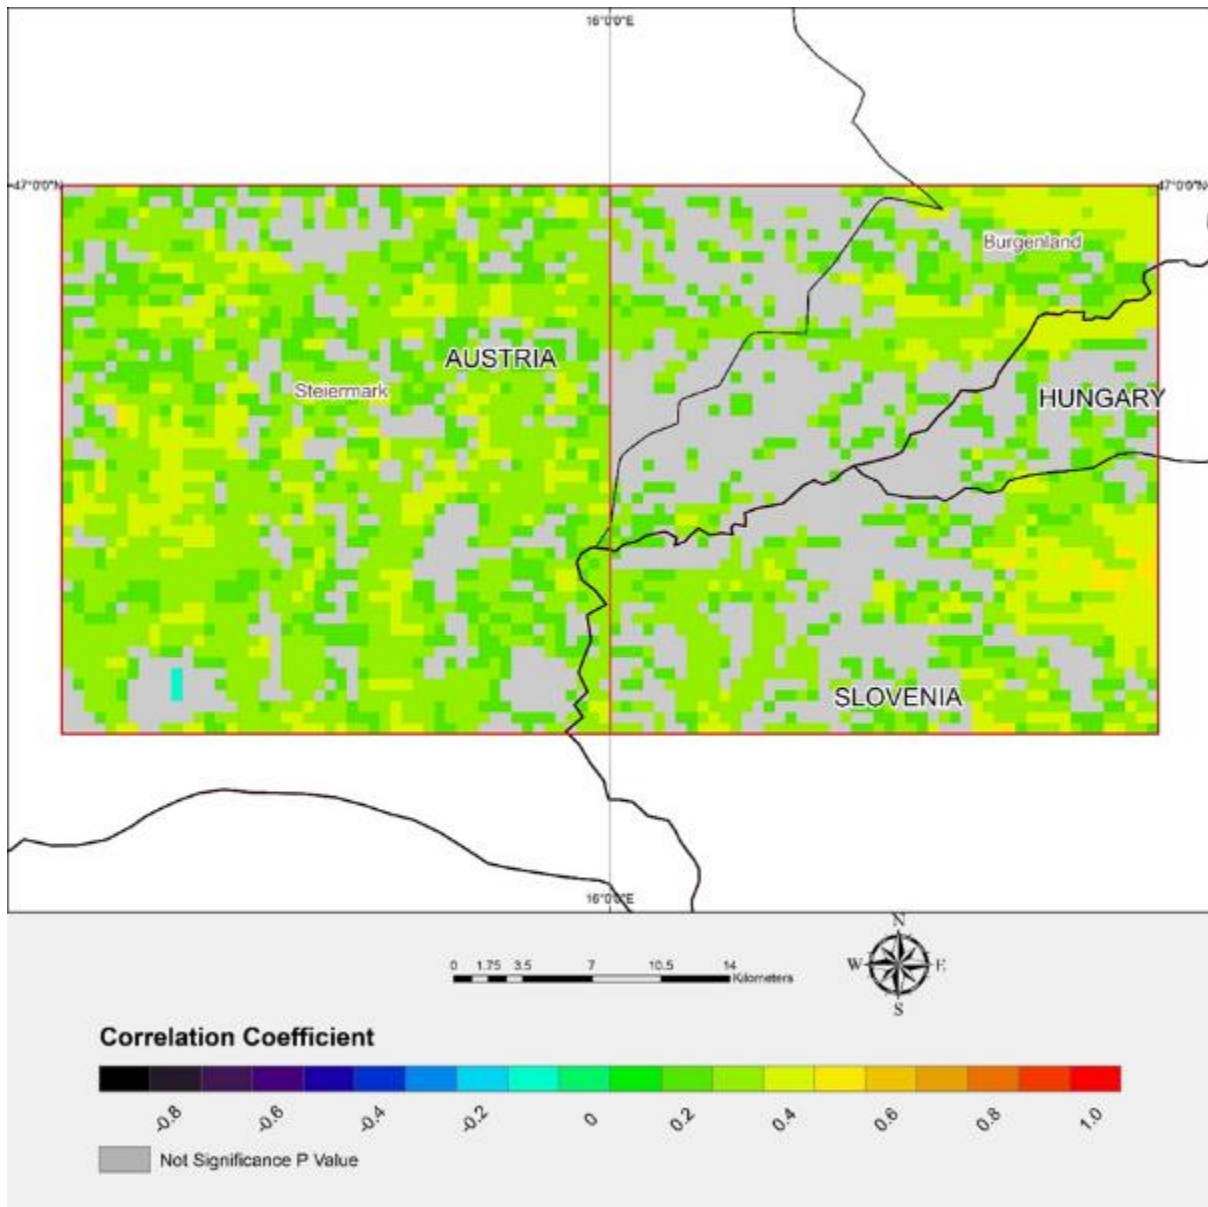 16°0'0"E
47°0'0"N
47°0'0"N
Burgenland
AUSTRIA
Steiermark
HUNGARY
SLOVENIA
16°0'0"E
N
W E
S
0 1.75 3.5 7 10.5 14
Kilometers
Correlation Coefficient
-0.8 -0.6 -0.4 -0.2 0 0.2 0.4 0.6 0.8 1.0
Not Significance P Value